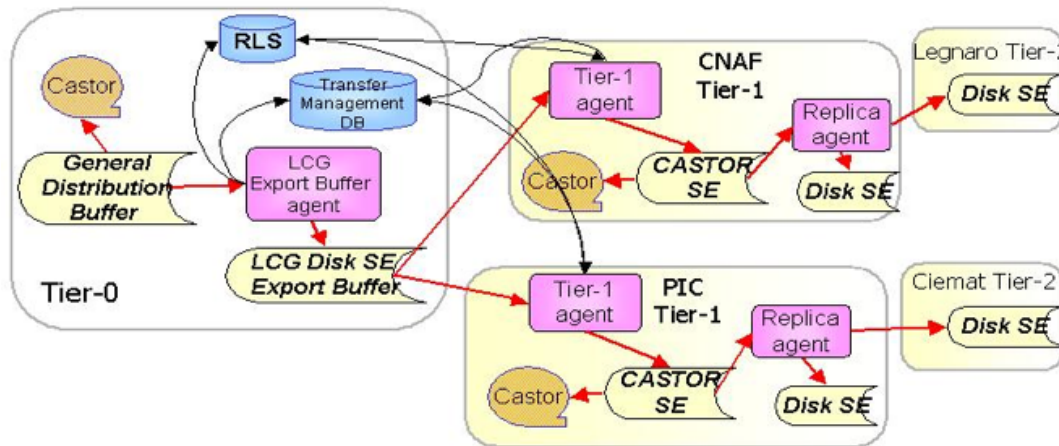 RLS
Castor
Transfer
Management
DB
General
Distribution
Buffer
LCG
Export Buffer
agent
LCG Disk SE
Export Buffer
Tier-0
CNAF
Tier-1
Tier-1
agent
Replica
agent
Castor
CASTOR
SE
Disk SE
Legnaro Tier-2
Disk SE
PIC
Tier-1
Tier-1
agent
Replica
agent
Castor
CASTOR
SE
Disk SE
Ciemat Tier-2
Disk SE